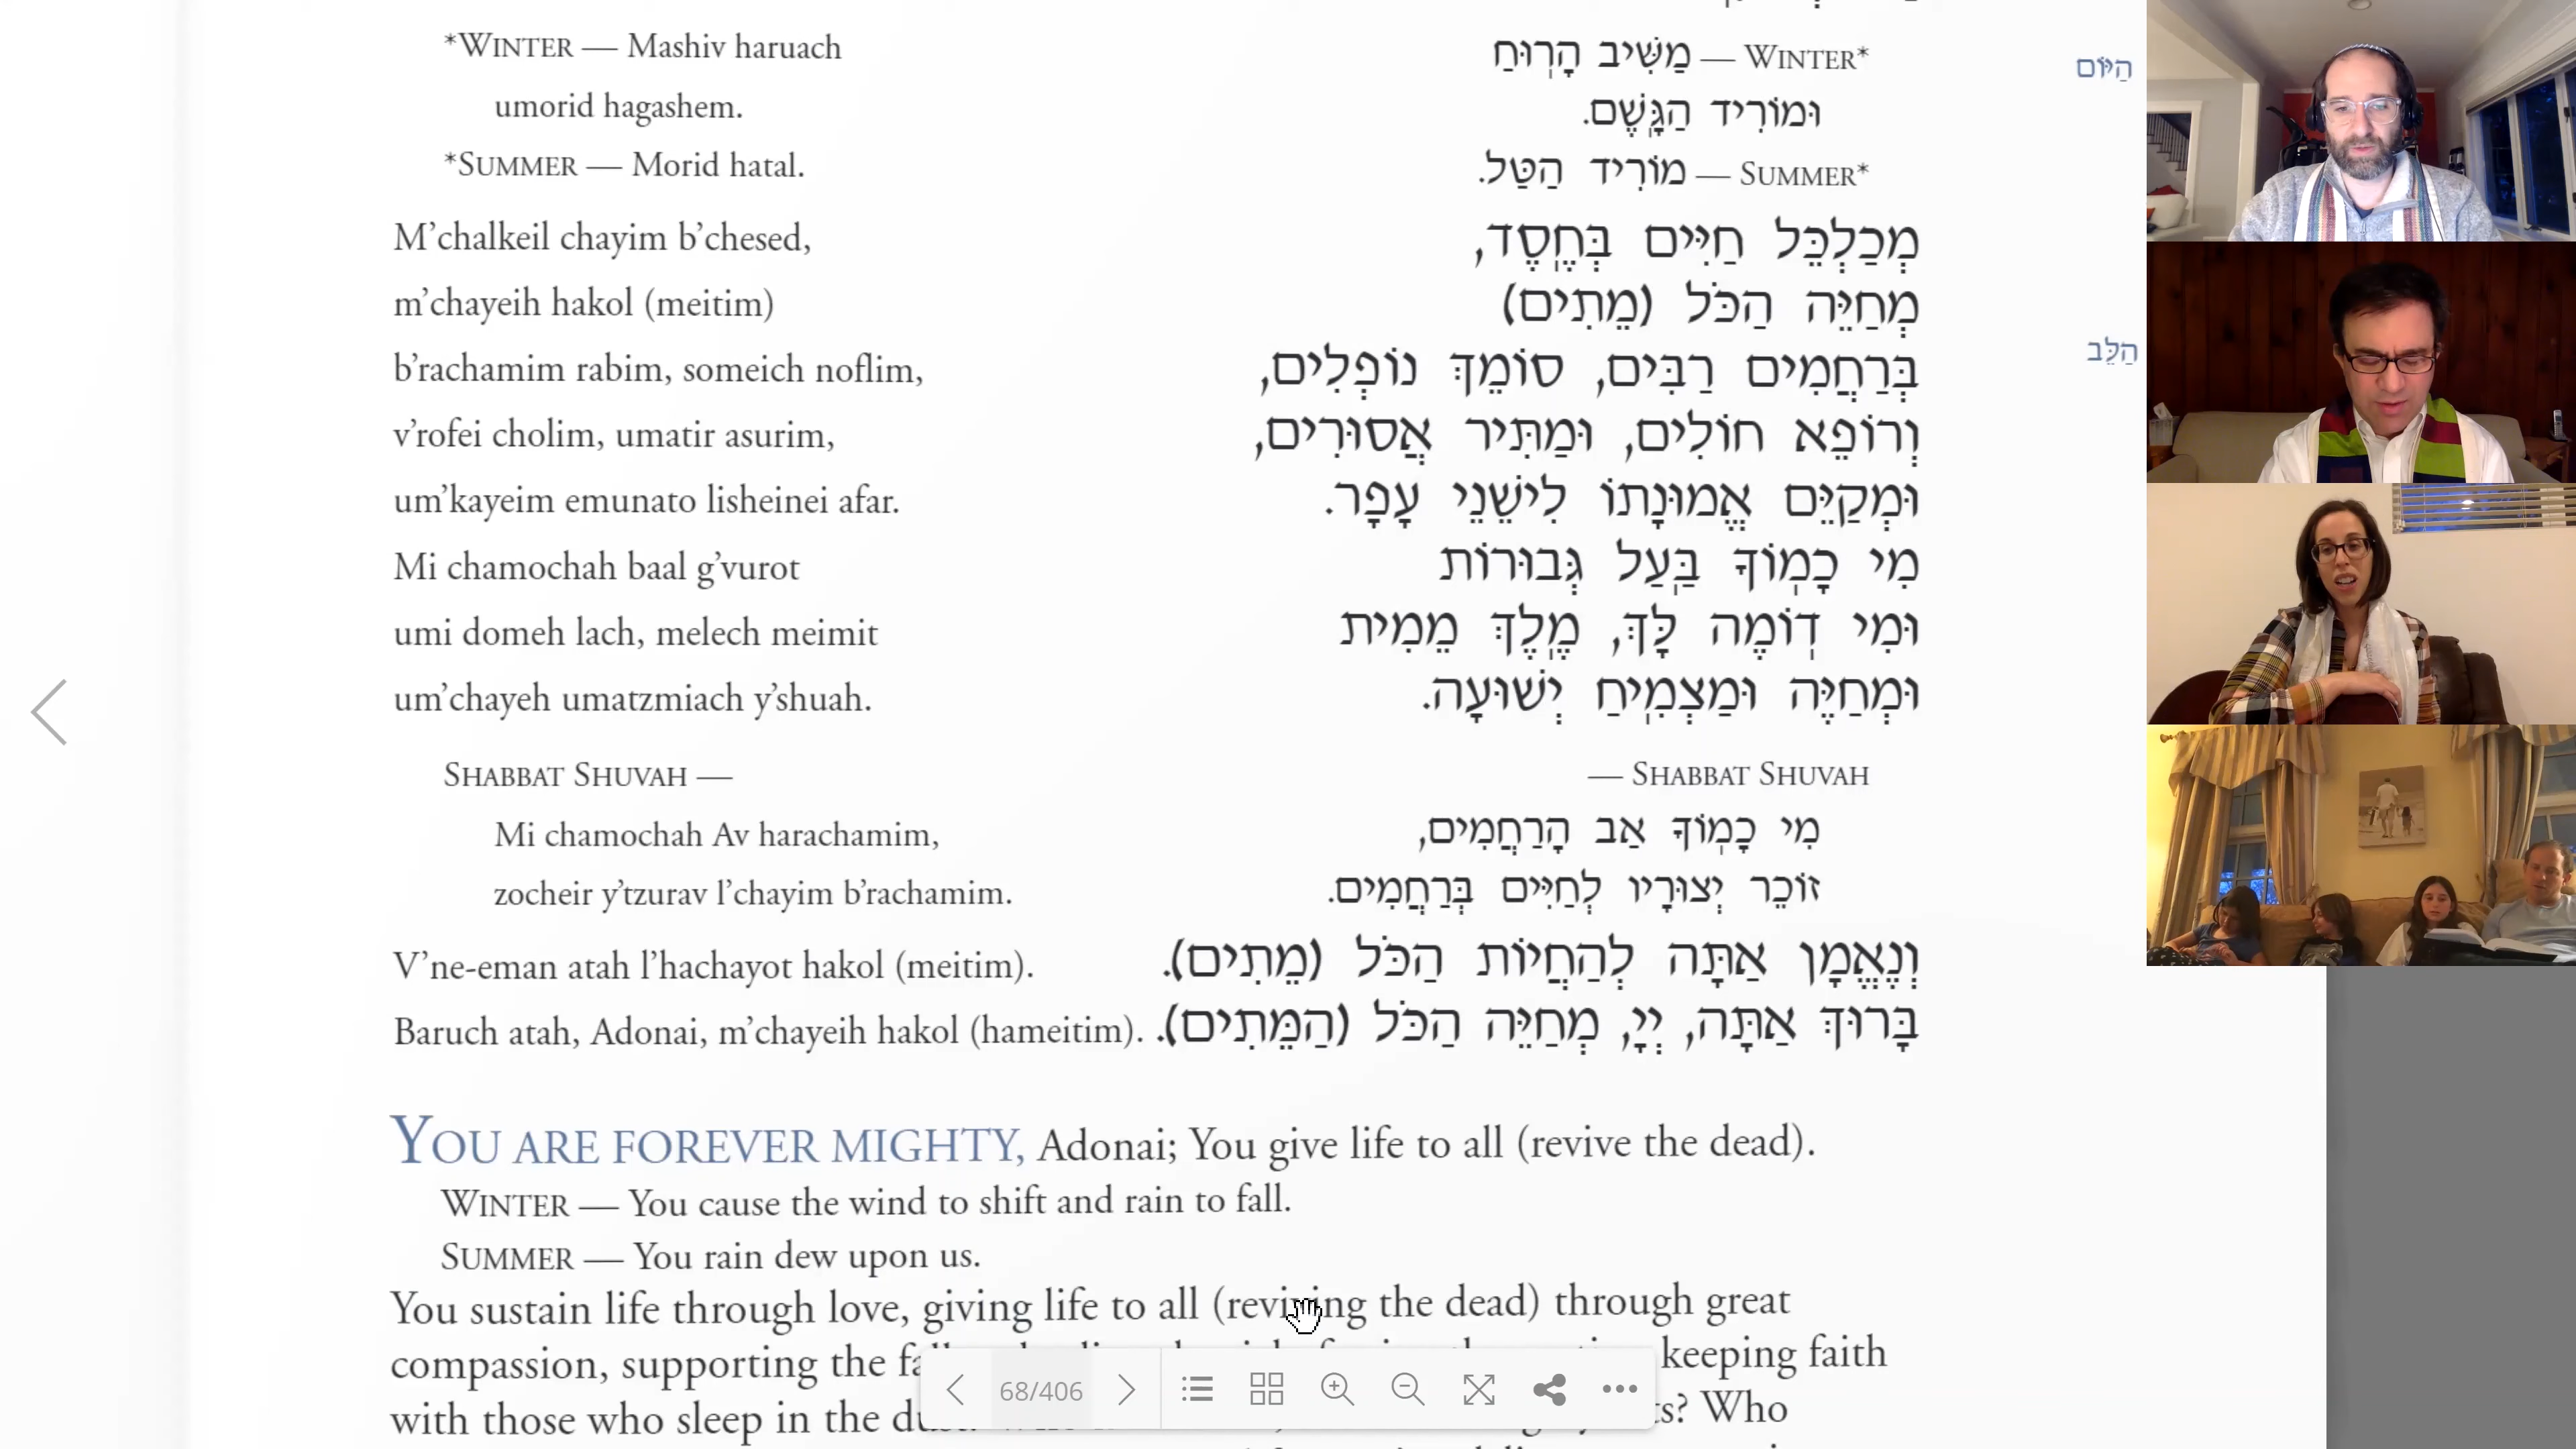 *WINTER — Mashiv haruach
umorid hagashem.
*SUMMER — Morid hatal.
M’chalkeil chayim b’chesed,
m’chayeih hakol (meitim)
b’rachamim rabim, someich noflim,
v’rofei cholim, umatir asurim,
um’kayeim emunato lisheinei afar.
Mi chamochah baal g’vurot
umi domeh lach, melech meimit
um’chayeh umatzmiach y’shuah.
SHABBAT SHUVAH —
Mi chamochah Av harachamim,
zocheir y’tzurav l’chayim b’rachamim.
V’ne-eman atah l’hachayot hakol (meitim).
Baruch atah, Adonai, m’chayeih hakol (hameitim).
*WINTER — מַשִּׁיב הָרֽוּחַ
וּמוֹרִיד הַגָּֽשֶׁם.
*SUMMER — מוֹרִיד הַטַּל.
מְכַלְכֵּל חַיִּים בְּחֶֽסֶד,
מְחַיֵּה הַכֹּל (מֵתִים)
בְּרַחֲמִים רַבִּים, סוֹמֵךְ נוֹפְלִים,
וְרוֹפֵא חוֹלִים, וּמַתִּיר אֲסוּרִים,
וּמְקַיֵּם אֱמוּנָתוֹ לִישֵׁנֵי עָפָר.
מִי כָמֽוֹךָ בַּֽעַל גְּבוּרוֹת
וּמִי דֽוֹמֶה לָּךְ, מֶֽלֶךְ מֵמִית
וּמְחַיֶּה וּמַצְמִֽיחַ יְשׁוּעָה.
SHABBAT SHUVAH —
מִי כָמֽוֹךָ אַב הָרַחֲמִים,
זוֹכֵר יְצוּרָיו לְחַיִּים בְּרַחֲמִים.
וְנֶאֱמָן אַתָּה לְהַחֲיוֹת הַכֹּל (מֵתִים).
בָּרוּךְ אַתָּה, יְיָ, מְחַיֵּה הַכֹּל (הַמֵּתִים).
הַיּוֹם
הַלֵּב
YOU ARE FOREVER MIGHTY, Adonai; You give life to all (revive the dead).
WINTER — You cause the wind to shift and rain to fall.
SUMMER — You rain dew upon us.
You sustain life through love, giving life to all (reviving the dead) through great
compassion, supporting the keeping faith
with those who sleep in the Who
68/406